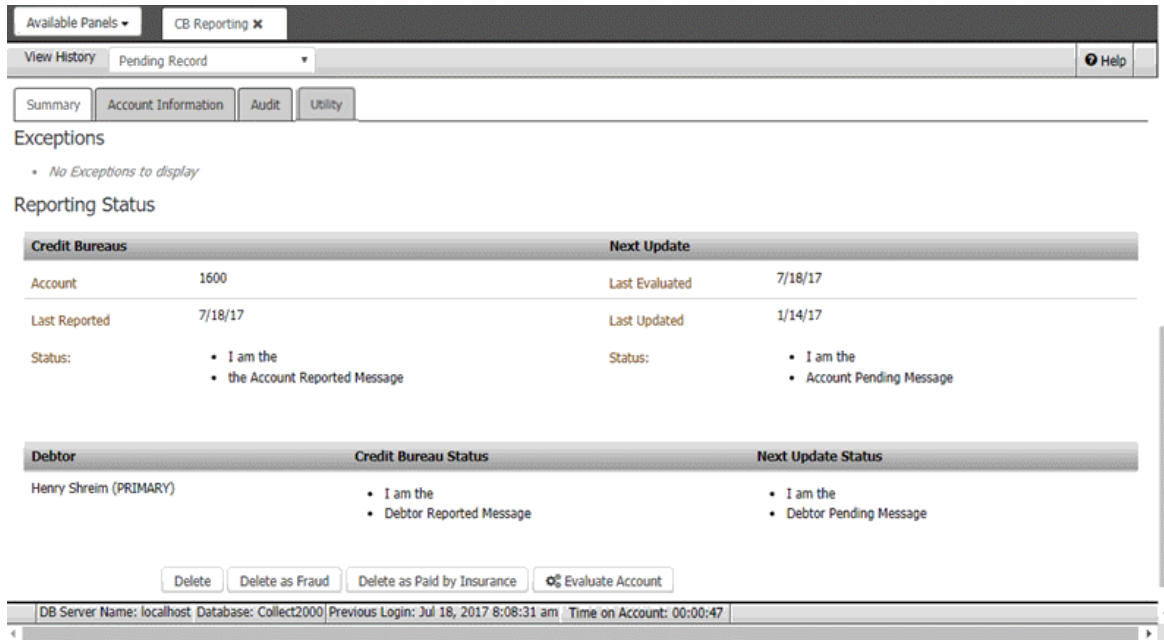 Available Panels
CB Reporting
View History Pending Record Help
Summary Account Information Audit Utility
Exceptions
• No Exceptions to display
Reporting Status
Credit Bureaus Next Update
Account 1600 Last Evaluated 7/18/17
Last Reported 7/18/17 Last Updated 1/14/17
Status: • I am the Status: • I am the
• the Account Reported Message • Account Pending Message
Debtor Credit Bureau Status Next Update Status
Henry Shreim (PRIMARY) • I am the • I am the
• Debtor Reported Message • Debtor Pending Message
Delete Delete as Fraud Delete as Paid by Insurance Evaluate Account
DB Server Name: localhost Database: Collect2000 Previous Login: Jul 18, 2017 8:08:31 am Time on Account: 00:00:47